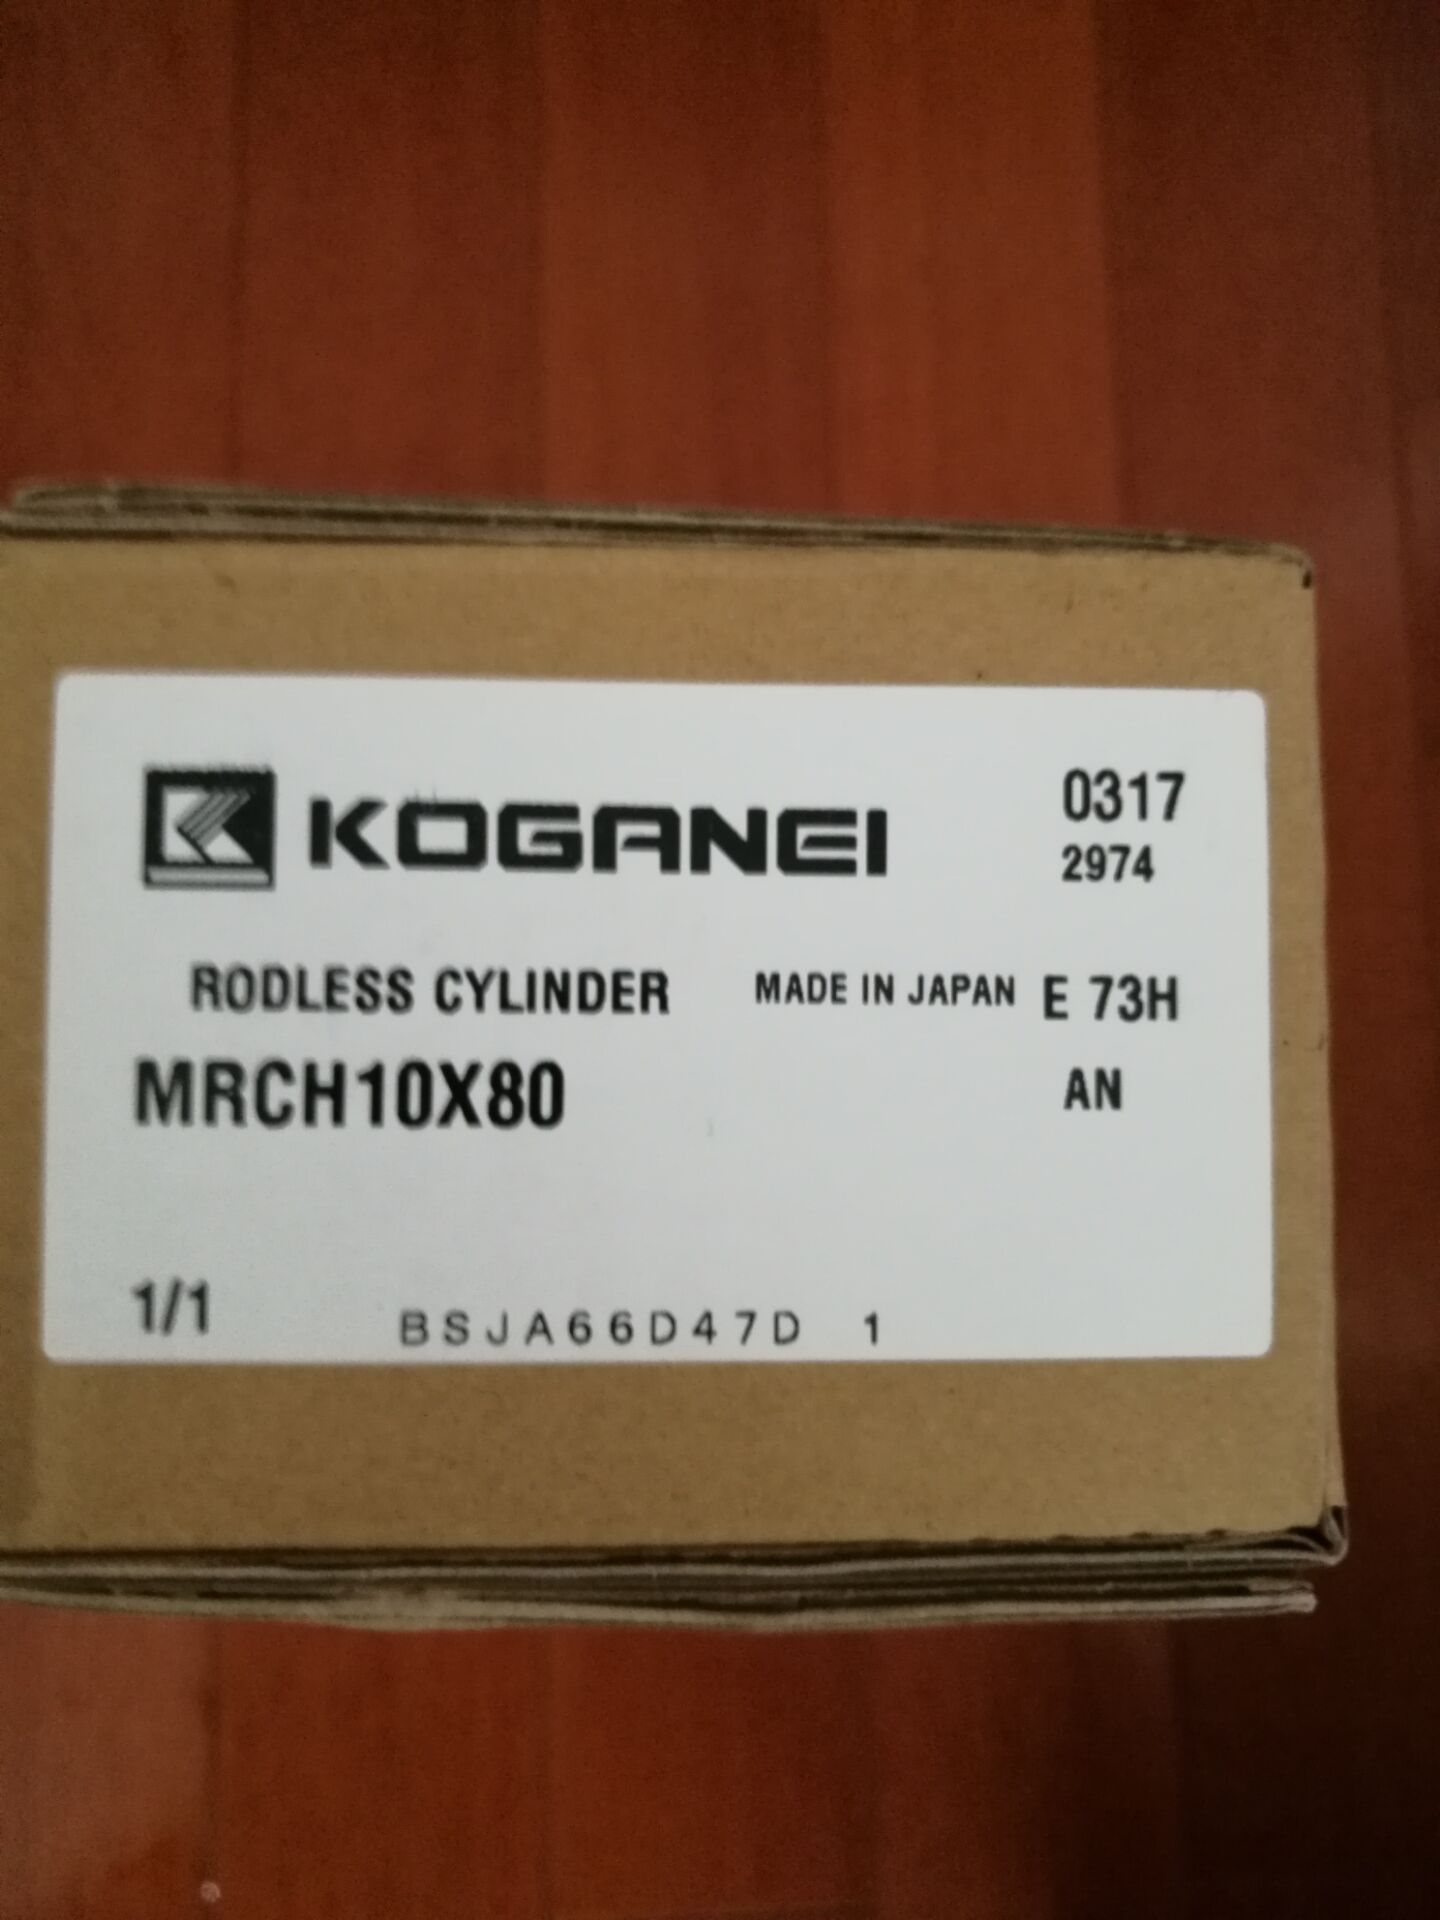 KOGANEI
0317
2974
RODLESS CYLINDER MADE IN JAPAN E 73H
MRCH10X80 AN
1/1 BSJA66D47D 1